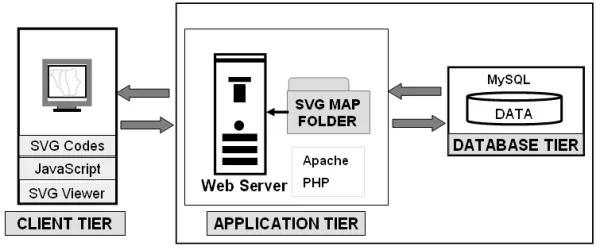 SVG Codes
JavaScript
SVG Viewer
CLIENT TIER
SVG MAP
FOLDER
Apache
PHP
Web Server
APPLICATION TIER
MySQL
DATA
DATABASE TIER